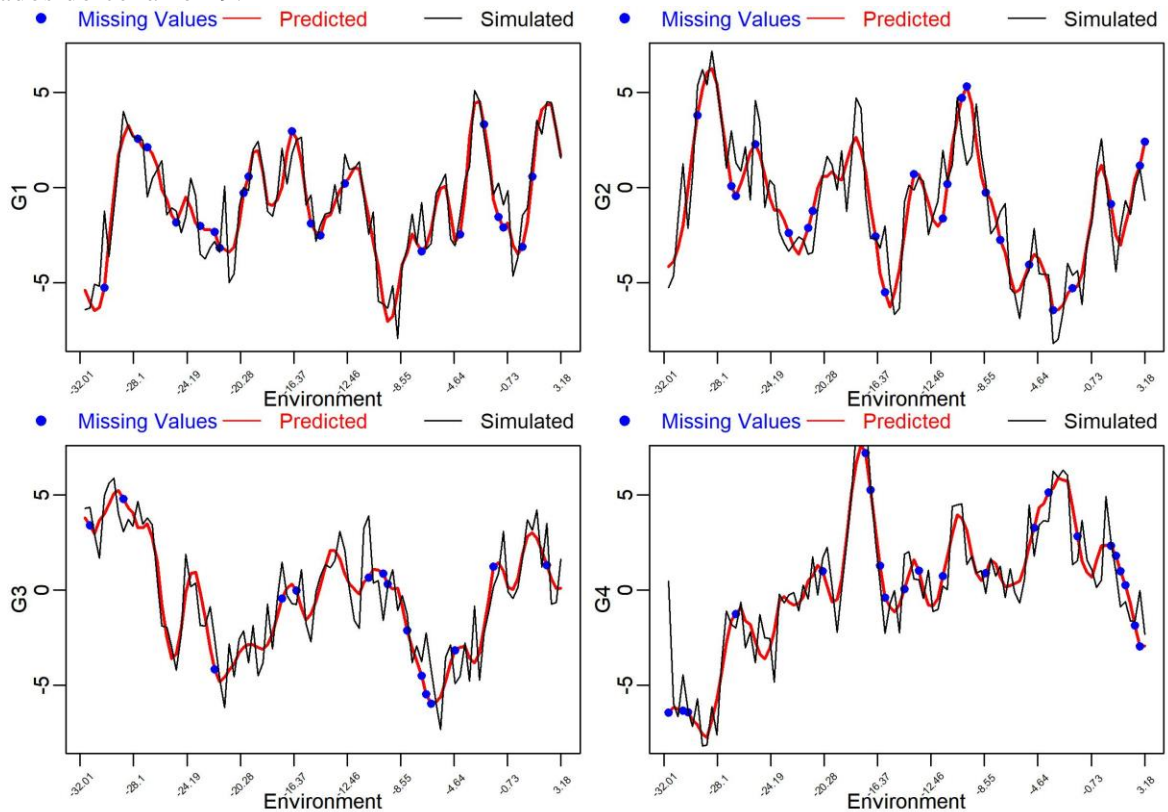 Missing Values Predicted Simulated
Missing Values Predicted Simulated
G1
5
0
-5
-32.01 -28.1 -24.19 -20.28 -16.37 -12.46 -8.55 -4.64 -0.73 3.18
Environment
G2
5
0
-5
-32.01 -28.1 -24.19 -20.28 -16.37 -12.46 -8.55 -4.64 -0.73 3.18
Environment
Missing Values Predicted Simulated
Missing Values Predicted Simulated
G3
5
0
-5
-32.01 -28.1 -24.19 -20.28 -16.37 -12.46 -8.55 -4.64 -0.73 3.18
Environment
G4
5
0
-5
-32.01 -28.1 -24.19 -20.28 -16.37 -12.46 -8.55 -4.64 -0.73 3.18
Environment